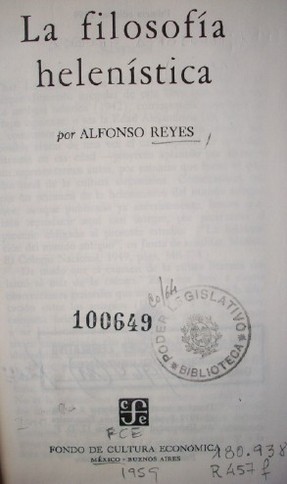 La filosofía
helenística
por ALFONSO REYES
100649
PODER LEGISLATIVO
BIBLIOTECA
cfe
FCE
FONDO DE CULTURA ECONÓMICA
MÉXICO - BUENOS AIRES
1959
180.938
R457f